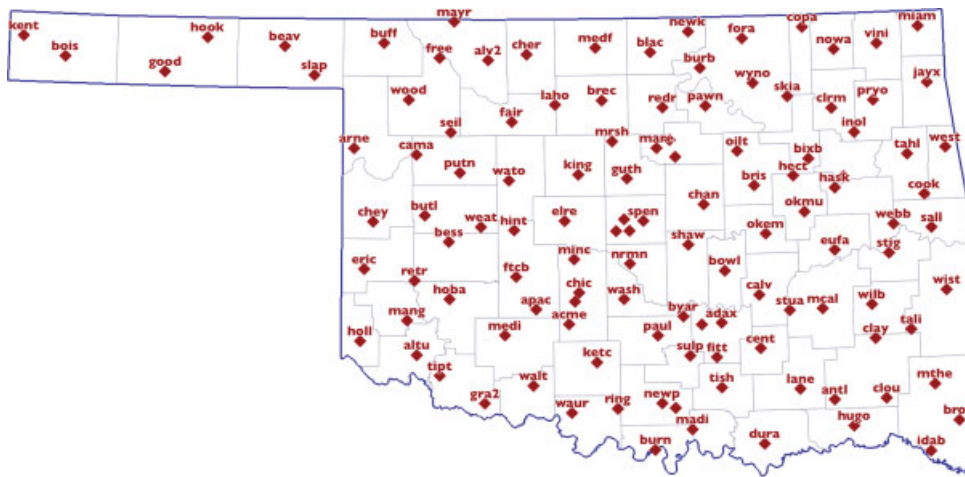 mayr
kent
hook
beav
buff
newk
copa
miam
bois
good
slap
free
aly2
cher
medf
blac
fora
nowa
vini
burb
wyno
jayx
wood
laho
brec
redr
pawn
skia
clrm
pryo
seil
fair
inol
arne
cama
mrsh
mare
oilt
bixb
tahl
west
putn
wato
king
guth
hect
bris
hask
cook
chey
butl
weat
hint
elre
spen
chan
okmu
webb
sall
bess
okem
eufa
stig
eric
retr
ftcb
minc
nrmn
shaw
bowl
hoba
chic
wash
calv
wist
mang
apac
acme
byar
adax
stua
mcal
wilb
tali
holl
medi
paul
clay
altu
ketc
sulp
fitt
cent
tipt
walt
tish
lane
antl
clou
mthe
gra2
waur
ring
newp
madi
hugo
bro
burn
dura
idab